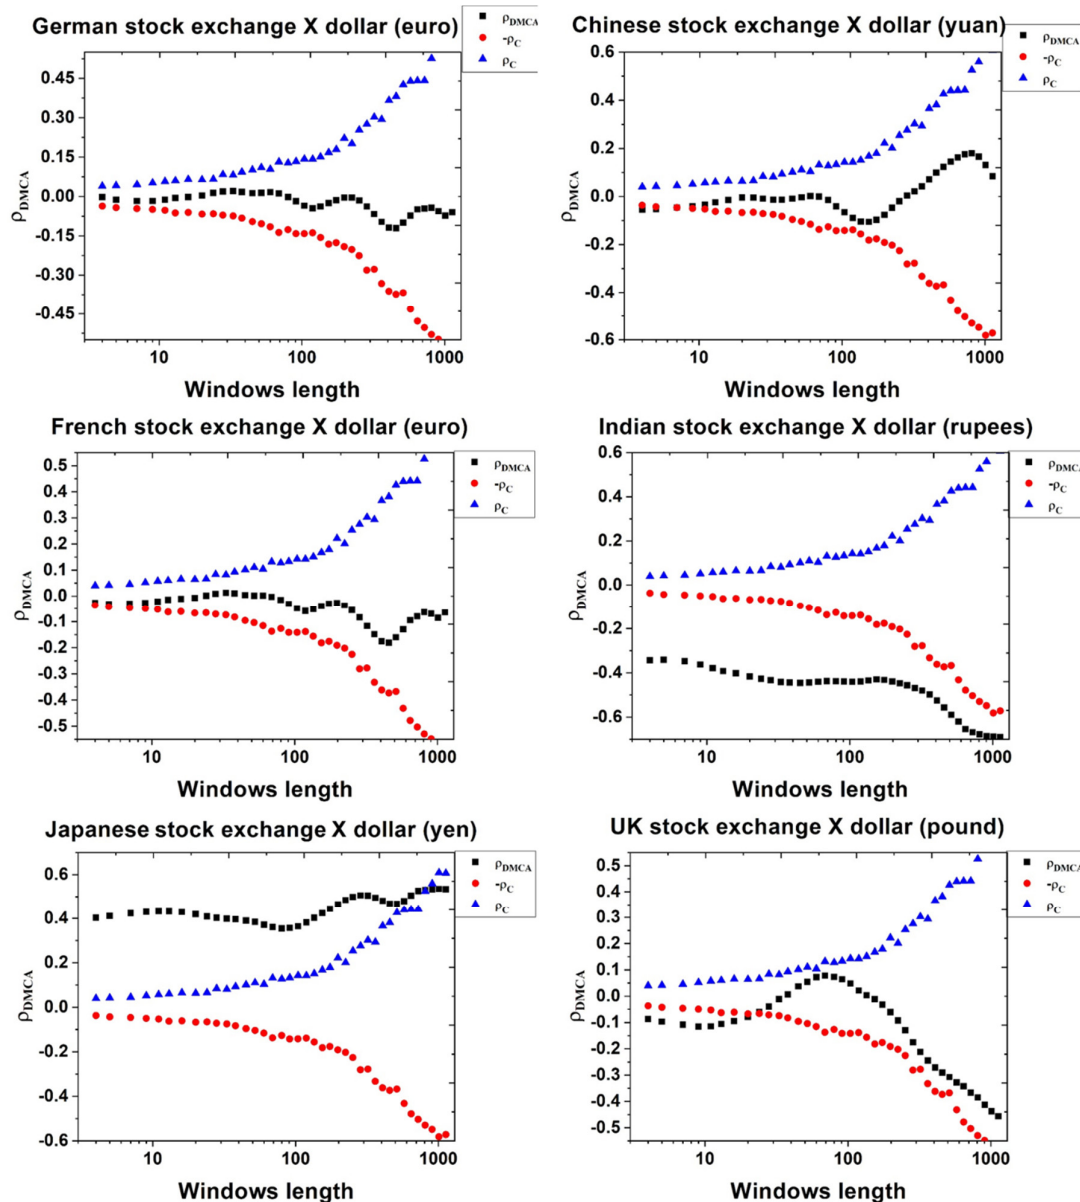 German stock exchange X dollar (euro)
ρDMCA
-ρC
ρC
0.45
0.30
0.15
0.00
-0.15
-0.30
-0.45
ρDMCA
10 100 1000
Windows length
Chinese stock exchange X dollar (yuan)
ρDMCA
-ρC
ρC
0.6
0.4
0.2
0.0
-0.2
-0.4
-0.6
ρDMCA
10 100 1000
Windows length
French stock exchange X dollar (euro)
ρDMCA
-ρC
ρC
0.5
0.4
0.3
0.2
0.1
0.0
-0.1
-0.2
-0.3
-0.4
-0.5
ρDMCA
10 100 1000
Windows length
Indian stock exchange X dollar (rupees)
ρDMCA
-ρC
ρC
0.6
0.4
0.2
0.0
-0.2
-0.4
-0.6
ρDMCA
10 100 1000
Windows length
Japanese stock exchange X dollar (yen)
ρDMCA
-ρC
ρC
0.6
0.4
0.2
0.0
-0.2
-0.4
-0.6
ρDMCA
10 100 1000
Windows length
UK stock exchange X dollar (pound)
ρDMCA
-ρC
ρC
0.5
0.4
0.3
0.2
0.1
0.0
-0.1
-0.2
-0.3
-0.4
-0.5
ρDMCA
10 100 1000
Windows length